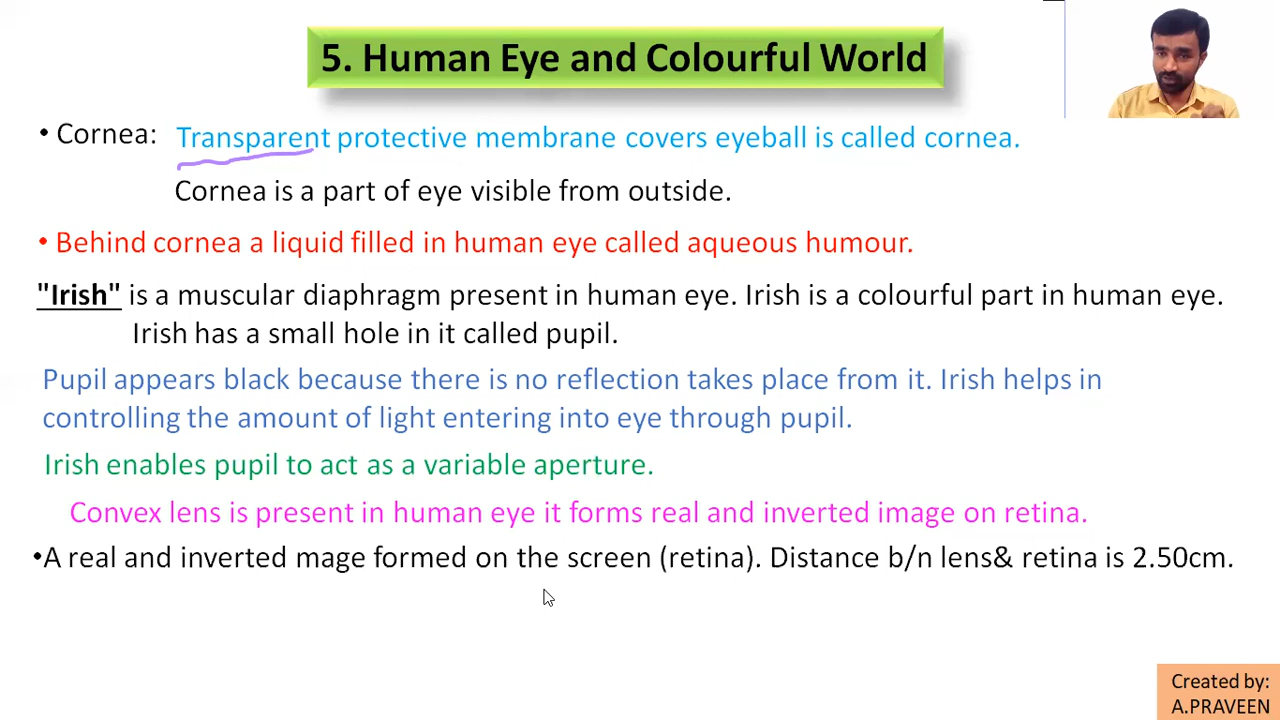 5. Human Eye and Colourful World
• Cornea: Transparent protective membrane covers eyeball is called cornea.
Cornea is a part of eye visible from outside.
• Behind cornea a liquid filled in human eye called aqueous humour.
"Irish" is a muscular diaphragm present in human eye. Irish is a colourful part in human eye.
Irish has a small hole in it called pupil.
Pupil appears black because there is no reflection takes place from it. Irish helps in
controlling the amount of light entering into eye through pupil.
Irish enables pupil to act as a variable aperture.
Convex lens is present in human eye it forms real and inverted image on retina.
•A real and inverted mage formed on the screen (retina). Distance b/n lens& retina is 2.50cm.
Created by:
A.PRAVEEN